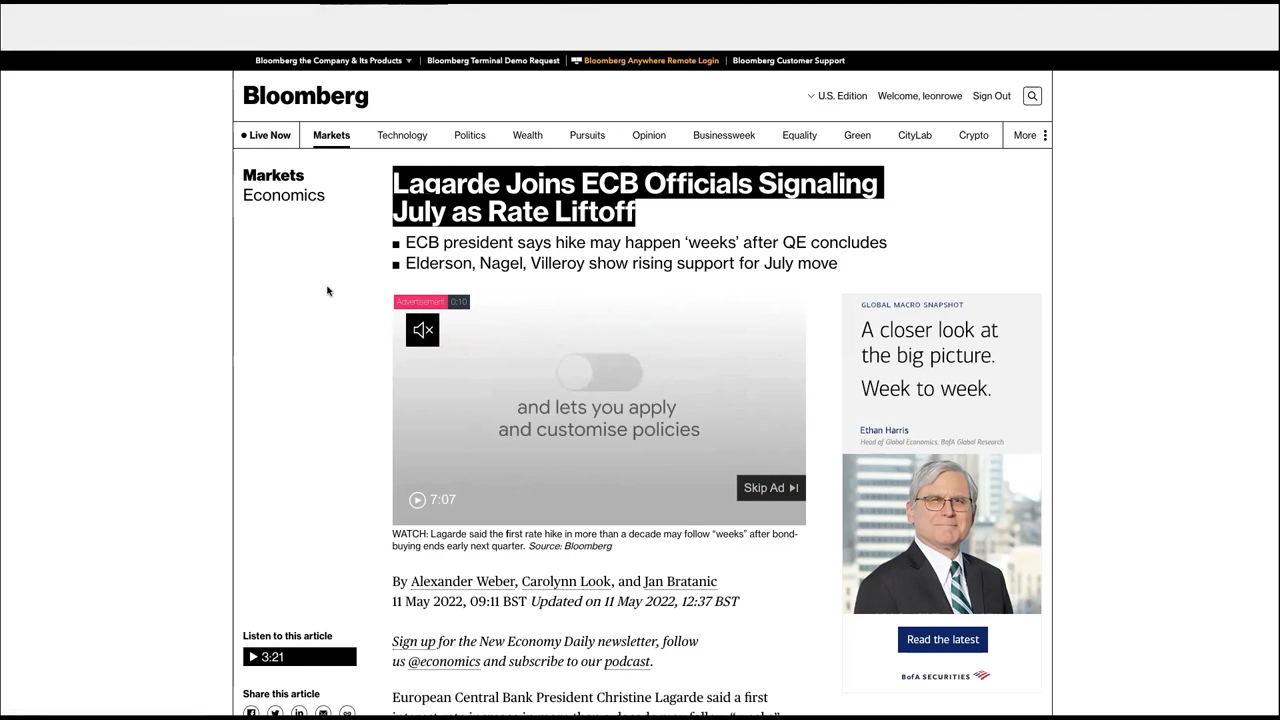 Bloomberg the Company & Its Products
Bloomberg Terminal Demo Request
Bloomberg Anywhere Remote Login
Bloomberg Customer Support
Bloomberg
U.S. Edition
Welcome, leonrowe
Sign Out
Live Now
Markets
Technology
Politics
Wealth
Pursuits
Opinion
Businessweek
Equality
Green
CityLab
Crypto
More
Markets
Economics
Lagarde Joins ECB Officials Signaling
July as Rate Liftoff
ECB president says hike may happen ‘weeks’ after QE concludes
Elderson, Nagel, Villeroy show rising support for July move
Advertisement 0:10
and lets you apply
and customise policies
Skip Ad
7:07
WATCH: Lagarde said the first rate hike in more than a decade may follow “weeks” after bond-
buying ends early next quarter. Source: Bloomberg
By Alexander Weber, Carolynn Look, and Jan Bratanic
11 May 2022, 09:11 BST Updated on 11 May 2022, 12:37 BST
Sign up for the New Economy Daily newsletter, follow
us @economics and subscribe to our podcast.
European Central Bank President Christine Lagarde said a first
Listen to this article
3:21
Share this article
GLOBAL MACRO SNAPSHOT
A closer look at
the big picture.
Week to week.
Ethan Harris
Head of Global Economics, BofA Global Research
Read the latest
BofA SECURITIES